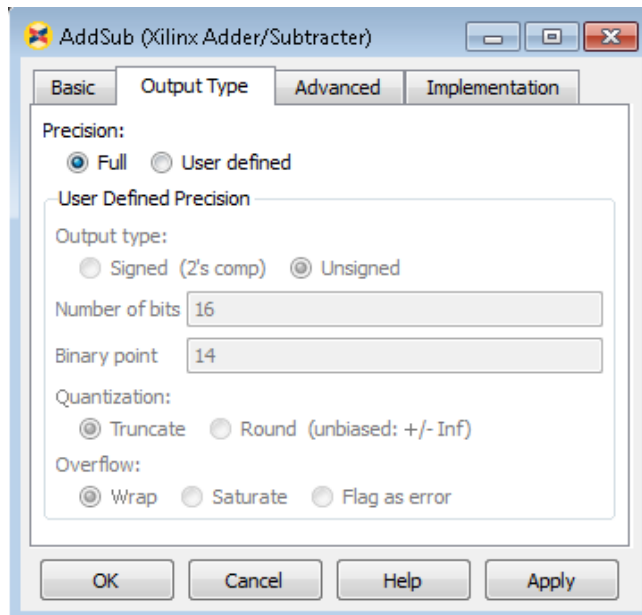 AddSub (Xilinx Adder/Subtracter)
Basic Output Type Advanced Implementation
Precision:
Full User defined
User Defined Precision
Output type:
Signed (2's comp) Unsigned
Number of bits 16
Binary point 14
Quantization:
Truncate Round (unbiased: +/- Inf)
Overflow:
Wrap Saturate Flag as error
OK Cancel Help Apply